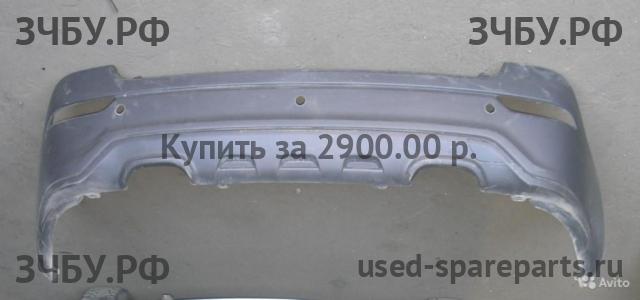 ЗЧБУ.РФ ЗЧБУ.РФ
Купить за 2900.00 р.
ЗЧБУ.РФ used-spareparts.ru
Avito